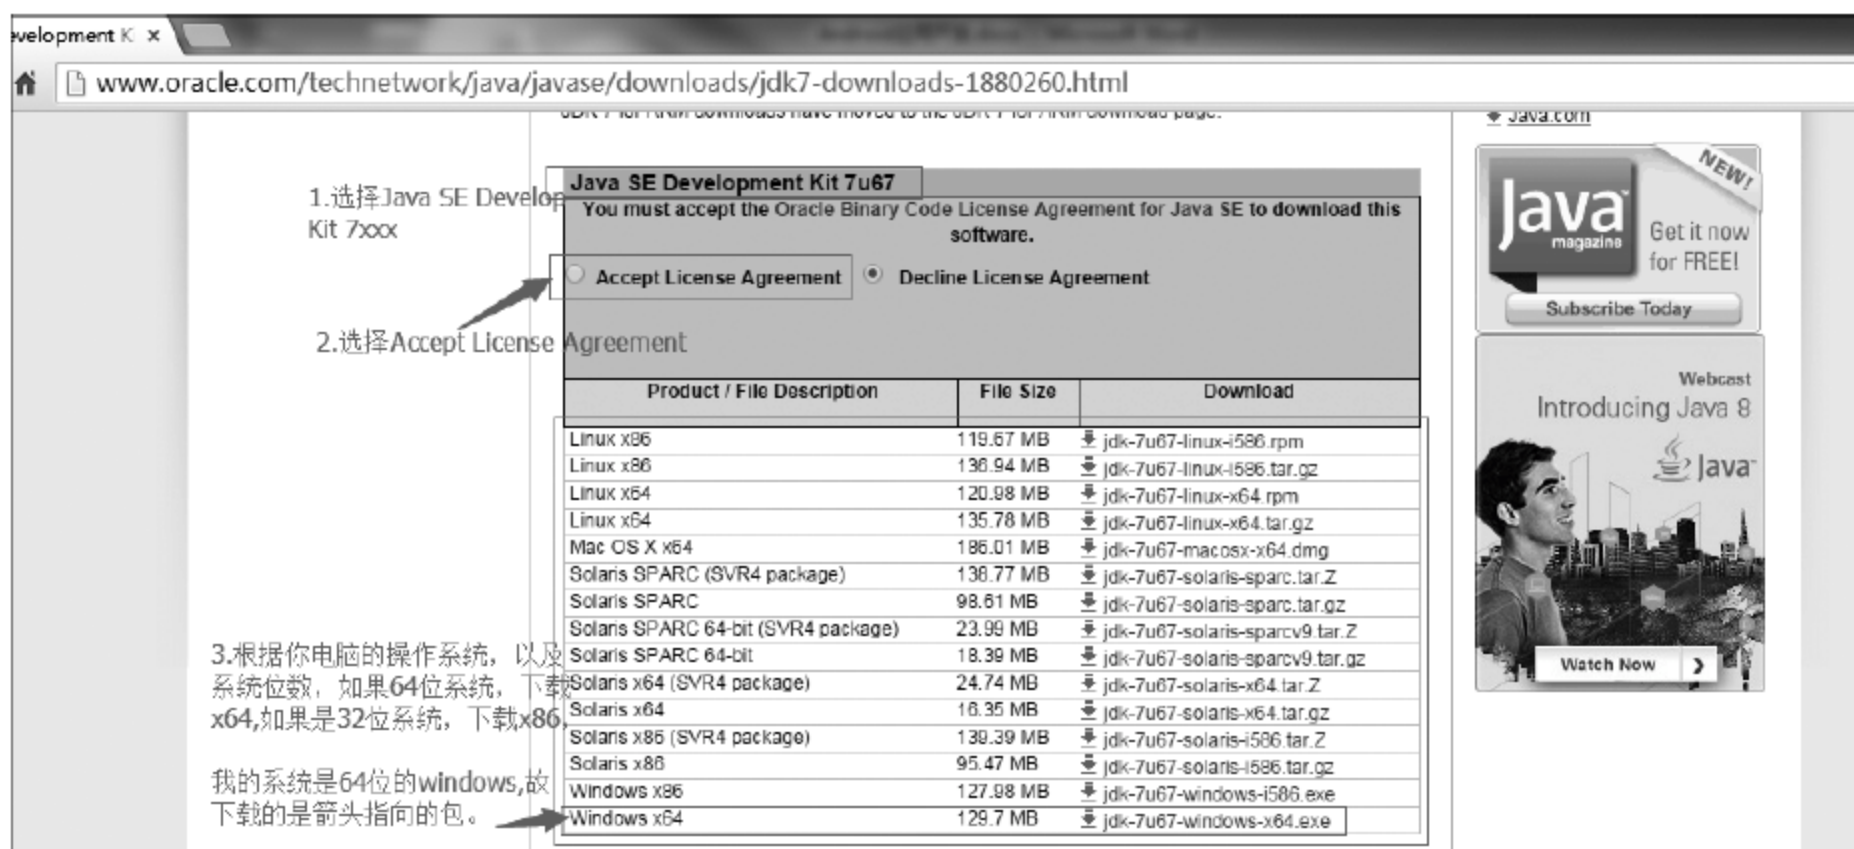 evelopment K ×
www.oracle.com/technetwork/java/javase/downloads/jdk7-downloads-1880260.html
JDK 7 for ARM downloads have moved to the JDK 7 for ARM download page.
Java.com
1.选择Java SE Develop
Kit 7xxx
Java SE Development Kit 7u67
You must accept the Oracle Binary Code License Agreement for Java SE to download this
software.
Accept License Agreement Decline License Agreement
2.选择Accept License Agreement
Product / File Description File Size Download
Linux x86 119.67 MB jdk-7u67-linux-i586.rpm
Linux x86 136.94 MB jdk-7u67-linux-i586.tar.gz
Linux x64 120.98 MB jdk-7u67-linux-x64.rpm
Linux x64 135.78 MB jdk-7u67-linux-x64.tar.gz
Mac OS X x64 186.01 MB jdk-7u67-macosx-x64.dmg
Solaris SPARC (SVR4 package) 138.77 MB jdk-7u67-solaris-sparc.tar.Z
Solaris SPARC 98.61 MB jdk-7u67-solaris-sparc.tar.gz
Solaris SPARC 64-bit (SVR4 package) 23.99 MB jdk-7u67-solaris-sparcv9.tar.Z
Solaris SPARC 64-bit 18.39 MB jdk-7u67-solaris-sparcv9.tar.gz
Solaris x64 (SVR4 package) 24.74 MB jdk-7u67-solaris-x64.tar.Z
Solaris x64 16.35 MB jdk-7u67-solaris-x64.tar.gz
Solaris x86 (SVR4 package) 139.39 MB jdk-7u67-solaris-i586.tar.Z
Solaris x86 95.47 MB jdk-7u67-solaris-i586.tar.gz
Windows x86 127.98 MB jdk-7u67-windows-i586.exe
Windows x64 129.7 MB jdk-7u67-windows-x64.exe
3.根据你电脑的操作系统，以及
系统位数，如果64位系统，下载
x64,如果是32位系统，下载x86，
我的系统是64位的windows,故
下载的是箭头指向的包。
NEW!
Java
magazine
Get it now
for FREE!
Subscribe Today
Webcast
Introducing Java 8
Java
Watch Now